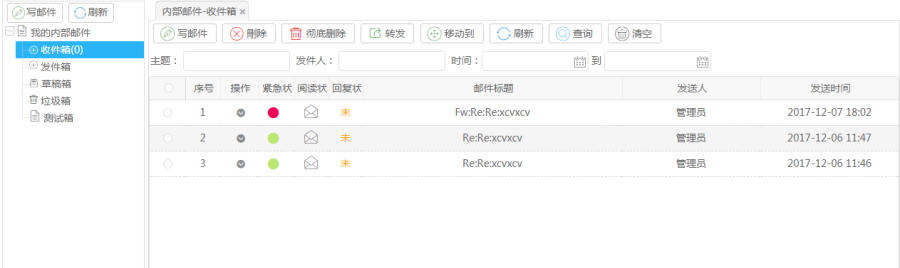 写邮件 刷新
我的内部邮件
收件箱(0)
发件箱
草稿箱
垃圾箱
测试箱
内部邮件-收件箱 ×
写邮件 删除 彻底删除 转发 移动到 刷新 查询 清空
主题： 发件人： 时间： 到
序号 操作 紧急状 阅读状 回复状 邮件标题 发送人 发送时间
1 未 Fw:Re:Re:xcvxcv 管理员 2017-12-07 18:02
2 未 Re:Re:xcvxcv 管理员 2017-12-06 11:47
3 未 Re:Re:xcvxcv 管理员 2017-12-06 11:46